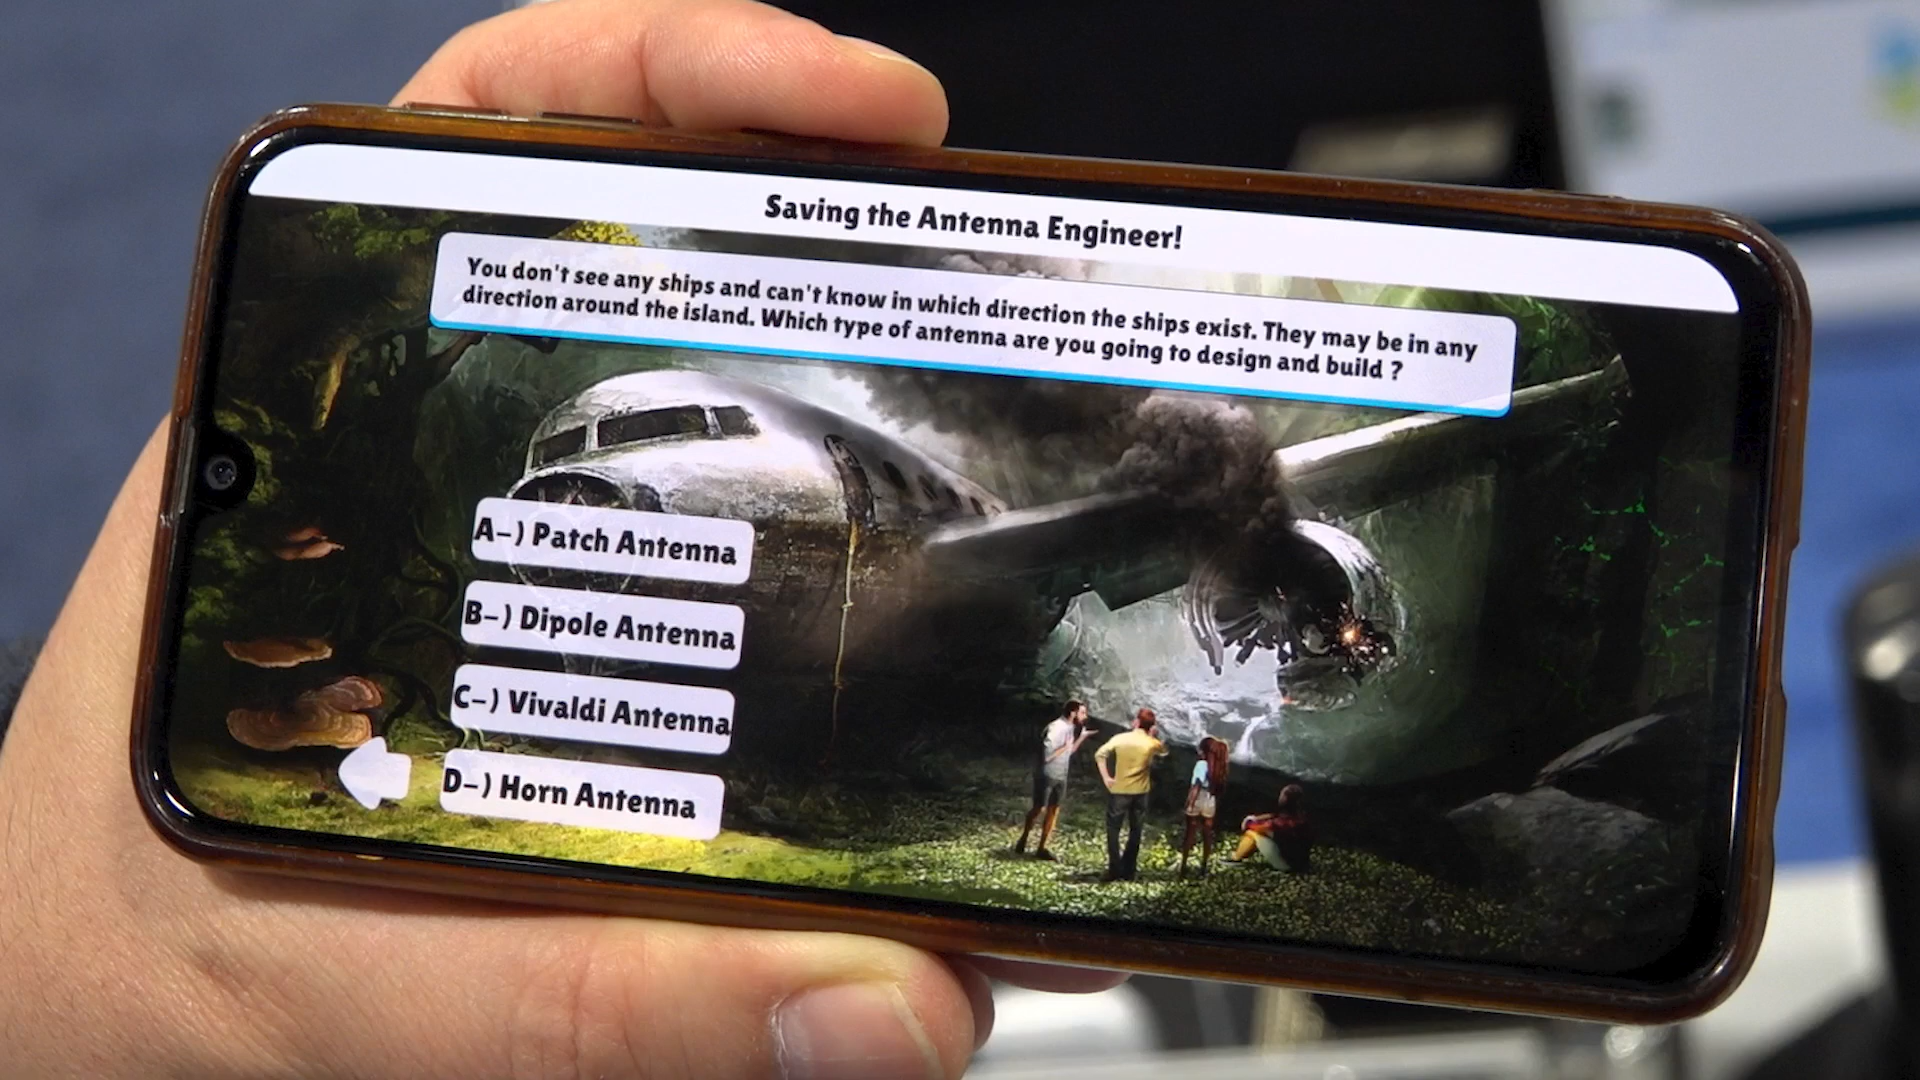 Saving the Antenna Engineer!
You don't see any ships and can't know in which direction the ships exist. They may be in any
direction around the island. Which type of antenna are you going to design and build ?
A-) Patch Antenna
B-) Dipole Antenna
C-) Vivaldi Antenna
D-) Horn Antenna